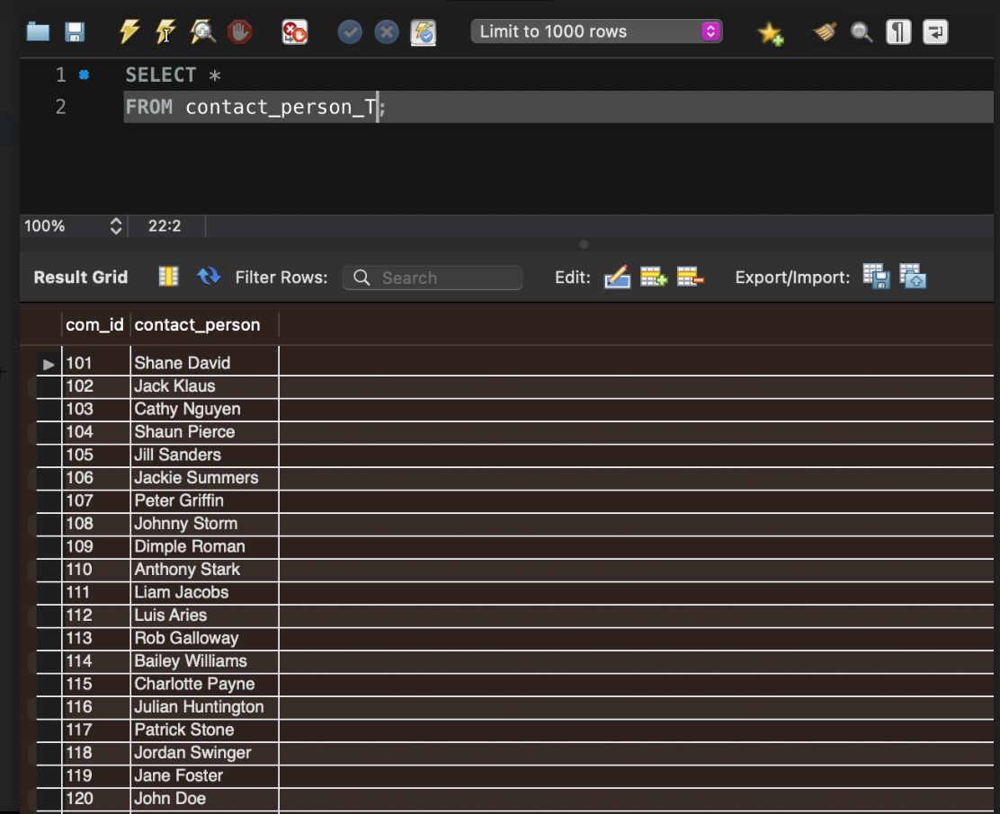 Limit to 1000 rows
1 SELECT *
2 FROM contact_person_T;
100% 22:2
Result Grid Filter Rows: Search Edit: Export/Import:
com_id contact_person
101 Shane David
102 Jack Klaus
103 Cathy Nguyen
104 Shaun Pierce
105 Jill Sanders
106 Jackie Summers
107 Peter Griffin
108 Johnny Storm
109 Dimple Roman
110 Anthony Stark
111 Liam Jacobs
112 Luis Aries
113 Rob Galloway
114 Bailey Williams
115 Charlotte Payne
116 Julian Huntington
117 Patrick Stone
118 Jordan Swinger
119 Jane Foster
120 John Doe